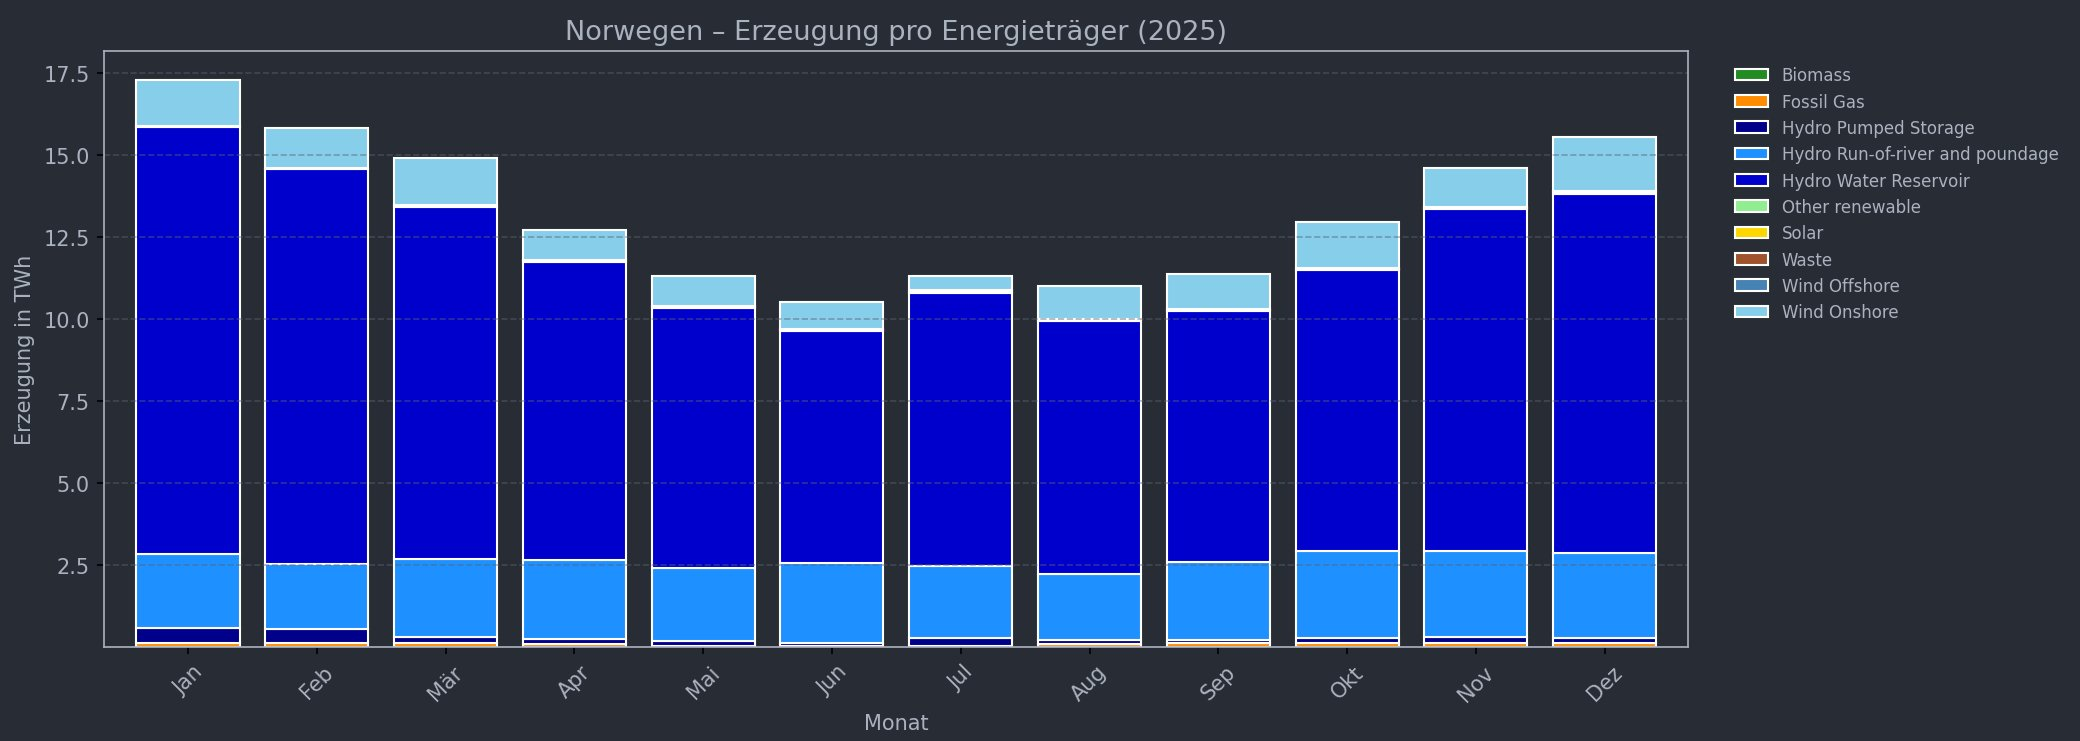 Norwegen – Erzeugung pro Energieträger (2025)
Erzeugung in TWh
17.5
15.0
12.5
10.0
7.5
5.0
2.5
Jan
Feb
Mär
Apr
Mai
Jun
Jul
Aug
Sep
Okt
Nov
Dez
Monat
Biomass
Fossil Gas
Hydro Pumped Storage
Hydro Run-of-river and poundage
Hydro Water Reservoir
Other renewable
Solar
Waste
Wind Offshore
Wind Onshore